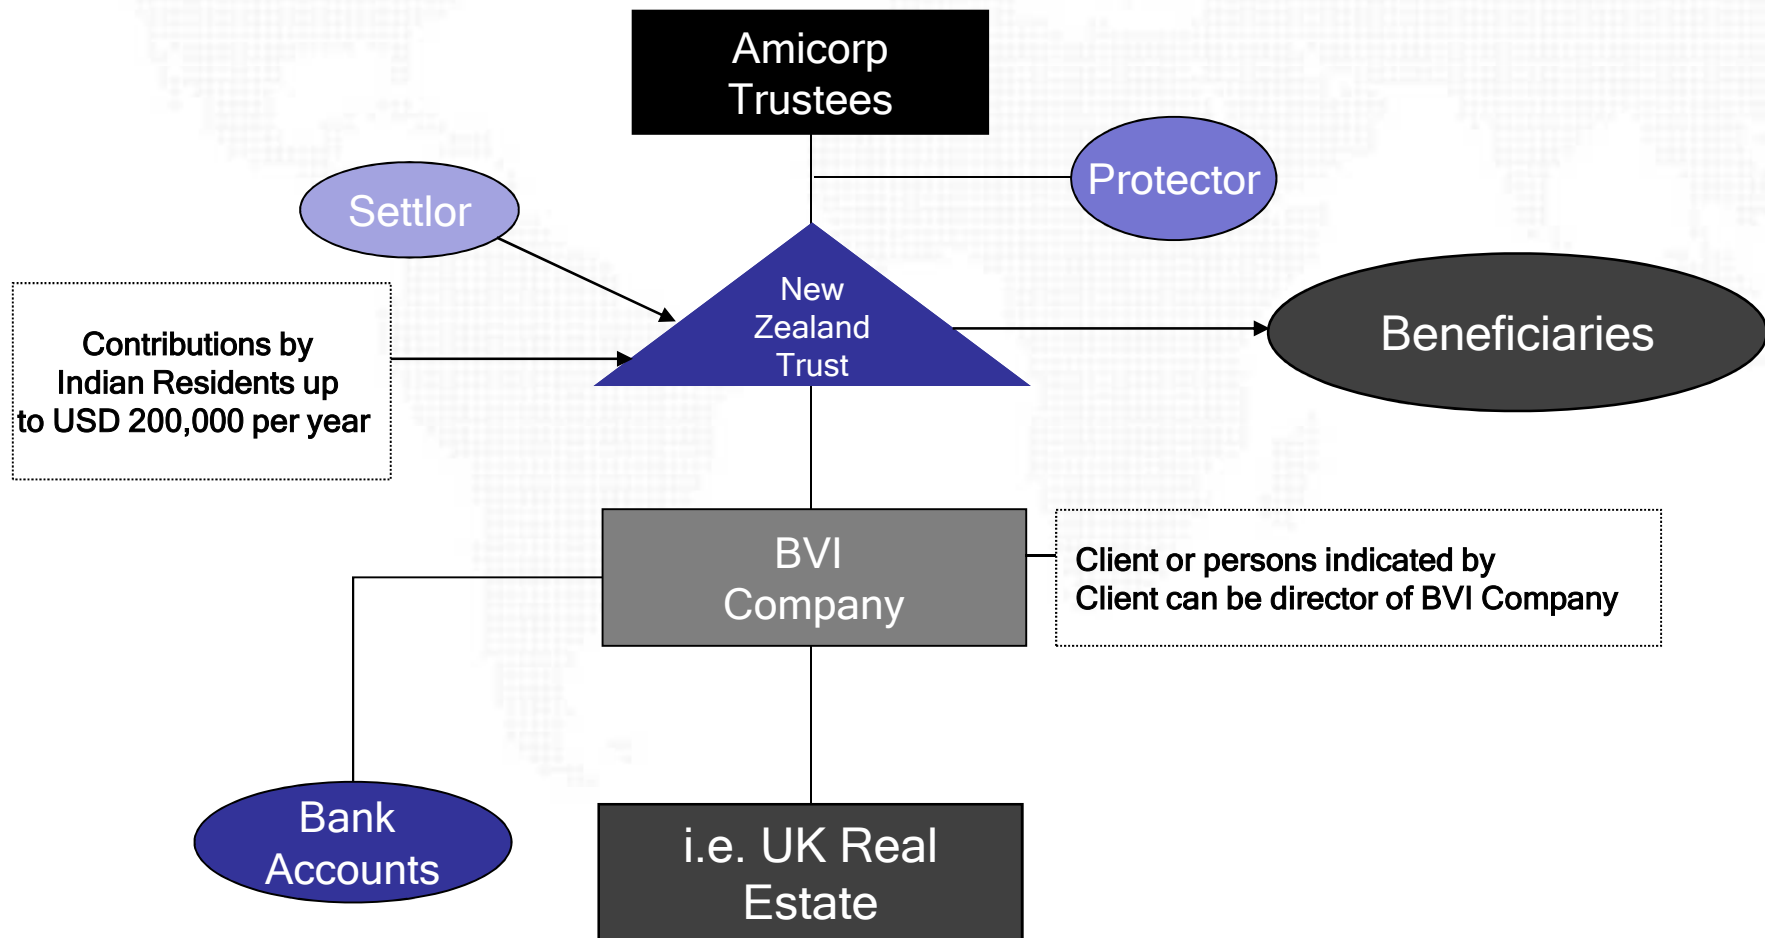 Amicorp
Trustees
Protector
Settlor
New
Zealand
Trust
Beneficiaries
Contributions by
Indian Residents up
to USD 200,000 per year
BVI
Company
Client or persons indicated by
Client can be director of BVI Company
Bank
Accounts
i.e. UK Real
Estate